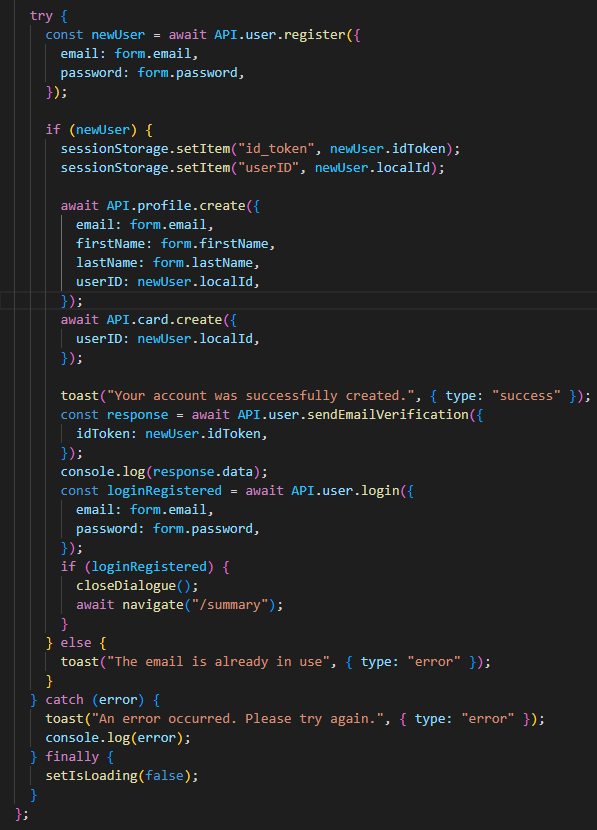 try {
const newUser = await API.user.register({
email: form.email,
password: form.password,
});
if (newUser) {
sessionStorage.setItem("id_token", newUser.idToken);
sessionStorage.setItem("userID", newUser.localId);
await API.profile.create({
email: form.email,
firstName: form.firstName,
lastName: form.lastName,
userID: newUser.localId,
});
await API.card.create({
userID: newUser.localId,
});
toast("Your account was successfully created.", { type: "success" });
const response = await API.user.sendEmailVerification({
idToken: newUser.idToken,
});
console.log(response.data);
const loginRegistered = await API.user.login({
email: form.email,
password: form.password,
});
if (loginRegistered) {
closeDialogue();
await navigate("/summary");
}
} else {
toast("The email is already in use", { type: "error" });
}
} catch (error) {
toast("An error occurred. Please try again.", { type: "error" });
console.log(error);
} finally {
setIsLoading(false);
}
};